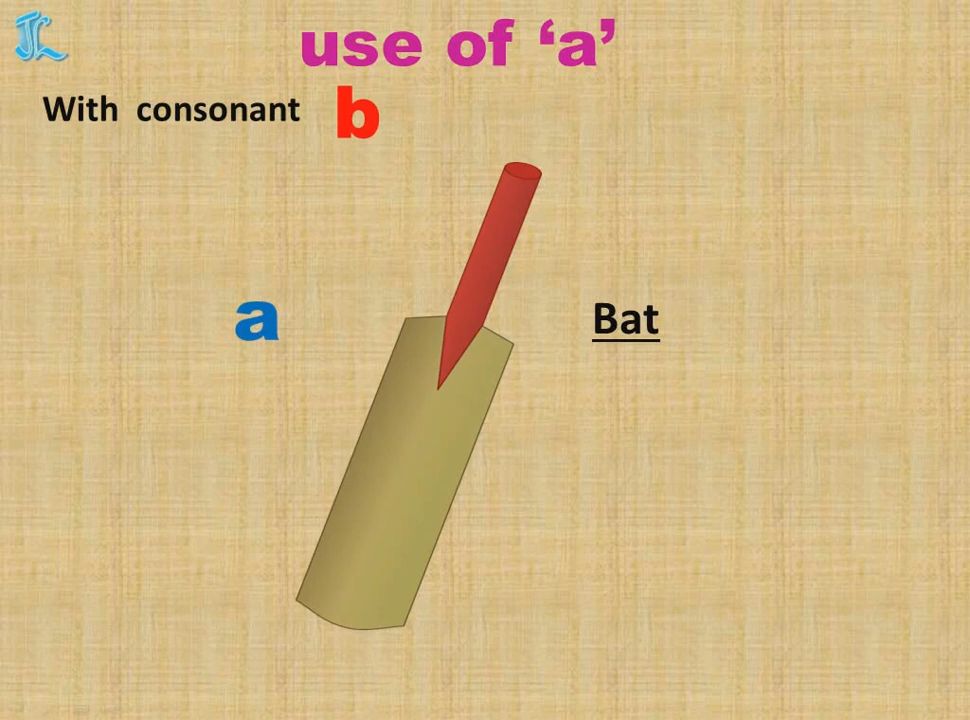 use of ‘a’
With consonant b
a
Bat